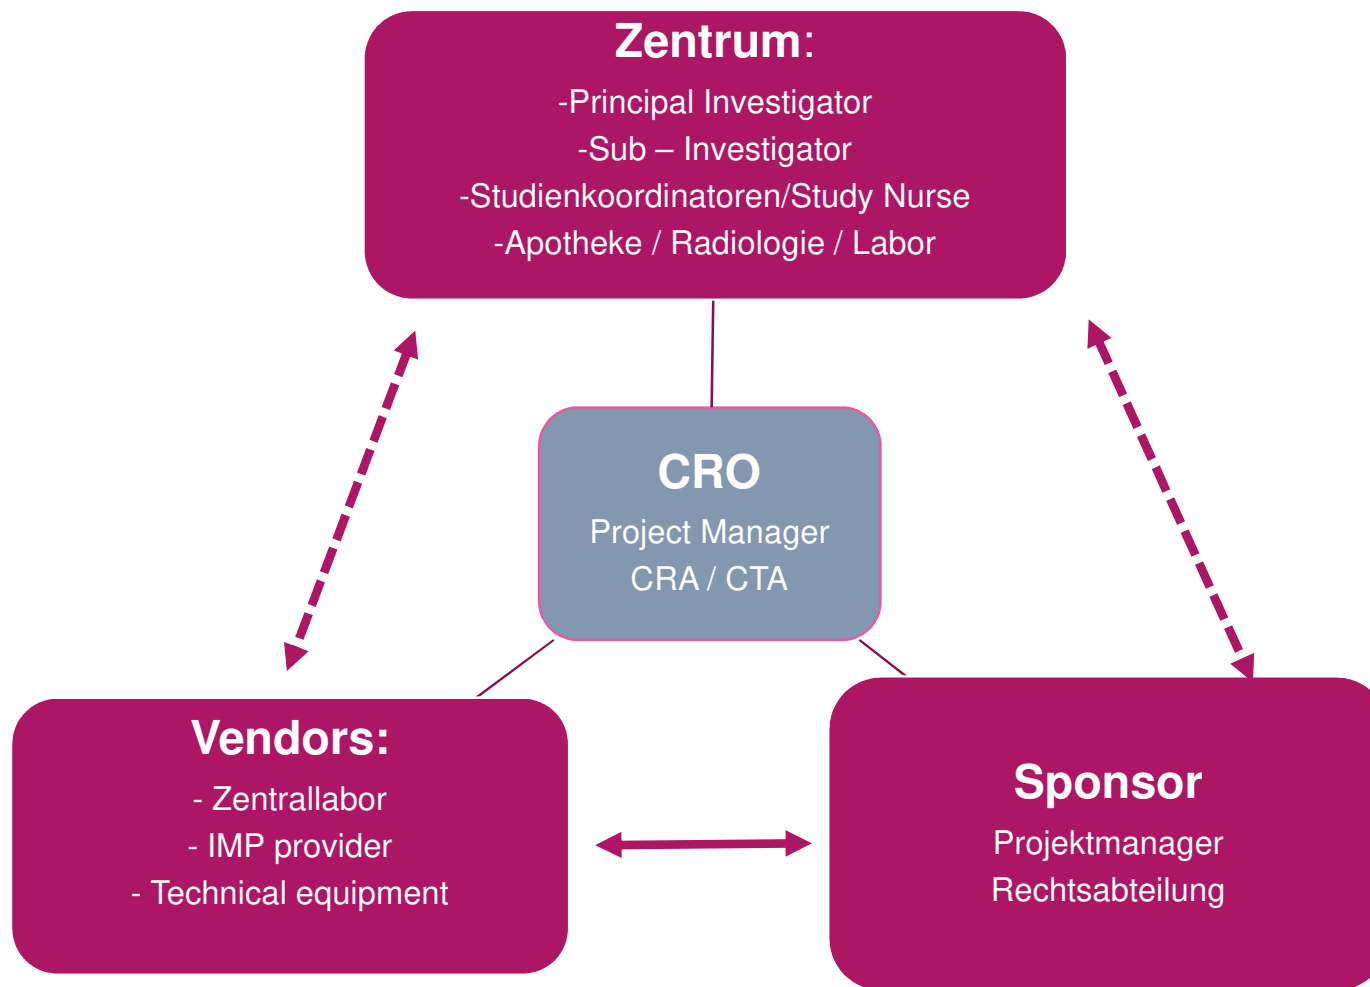 Zentrum:
-Principal Investigator
-Sub – Investigator
-Studienkoordinatoren/Study Nurse
-Apotheke / Radiologie / Labor
CRO
Project Manager
CRA / CTA
Vendors:
- Zentrallabor
- IMP provider
- Technical equipment
Sponsor
Projektmanager
Rechtsabteilung